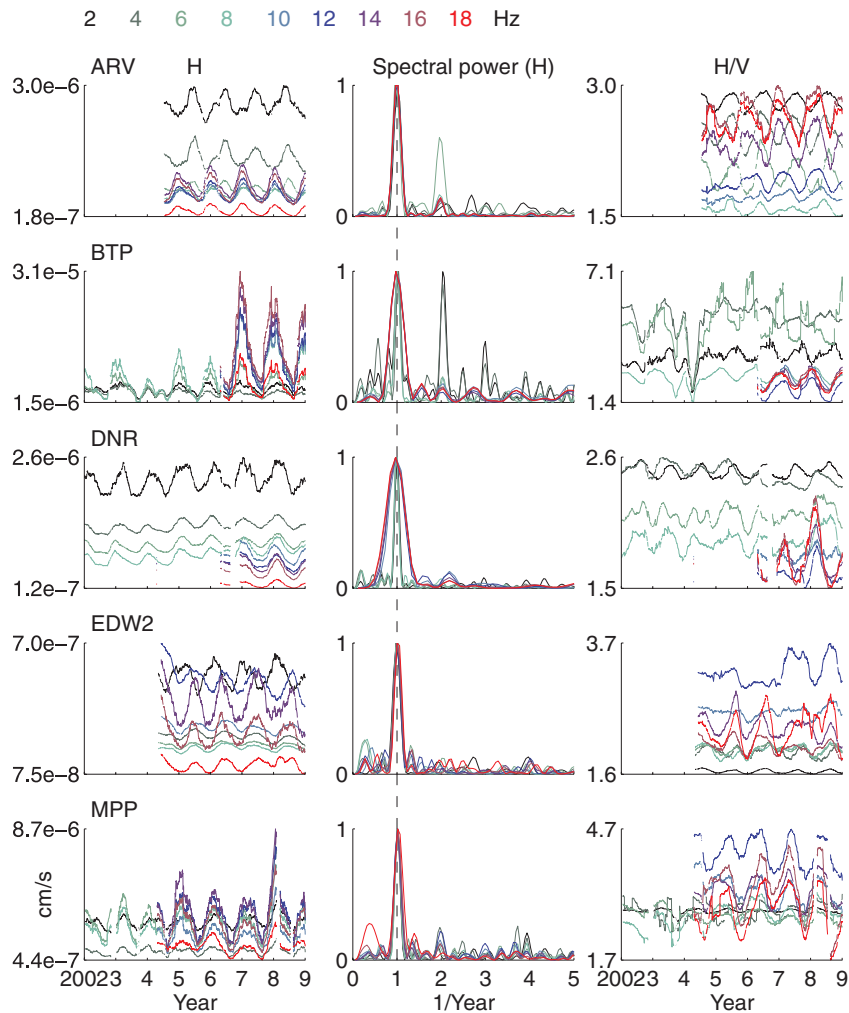 2 4 6 8 10 12 14 16 18 Hz
ARV H Spectral power (H) H/V
3.0e−6 1 3.0
1.8e−7 0 1.5
BTP
3.1e−5 1 7.1
1.5e−6 0 1.4
DNR
2.6e−6 1 2.6
1.2e−7 0 1.5
EDW2
7.0e−7 1 3.7
7.5e−8 0 1.6
MPP
8.7e−6 1 4.7
cm/s
4.4e−7 0 1.7
20023 4 5 6 7 8 9 0 1 2 3 4 5 20023 4 5 6 7 8 9
Year 1/Year Year